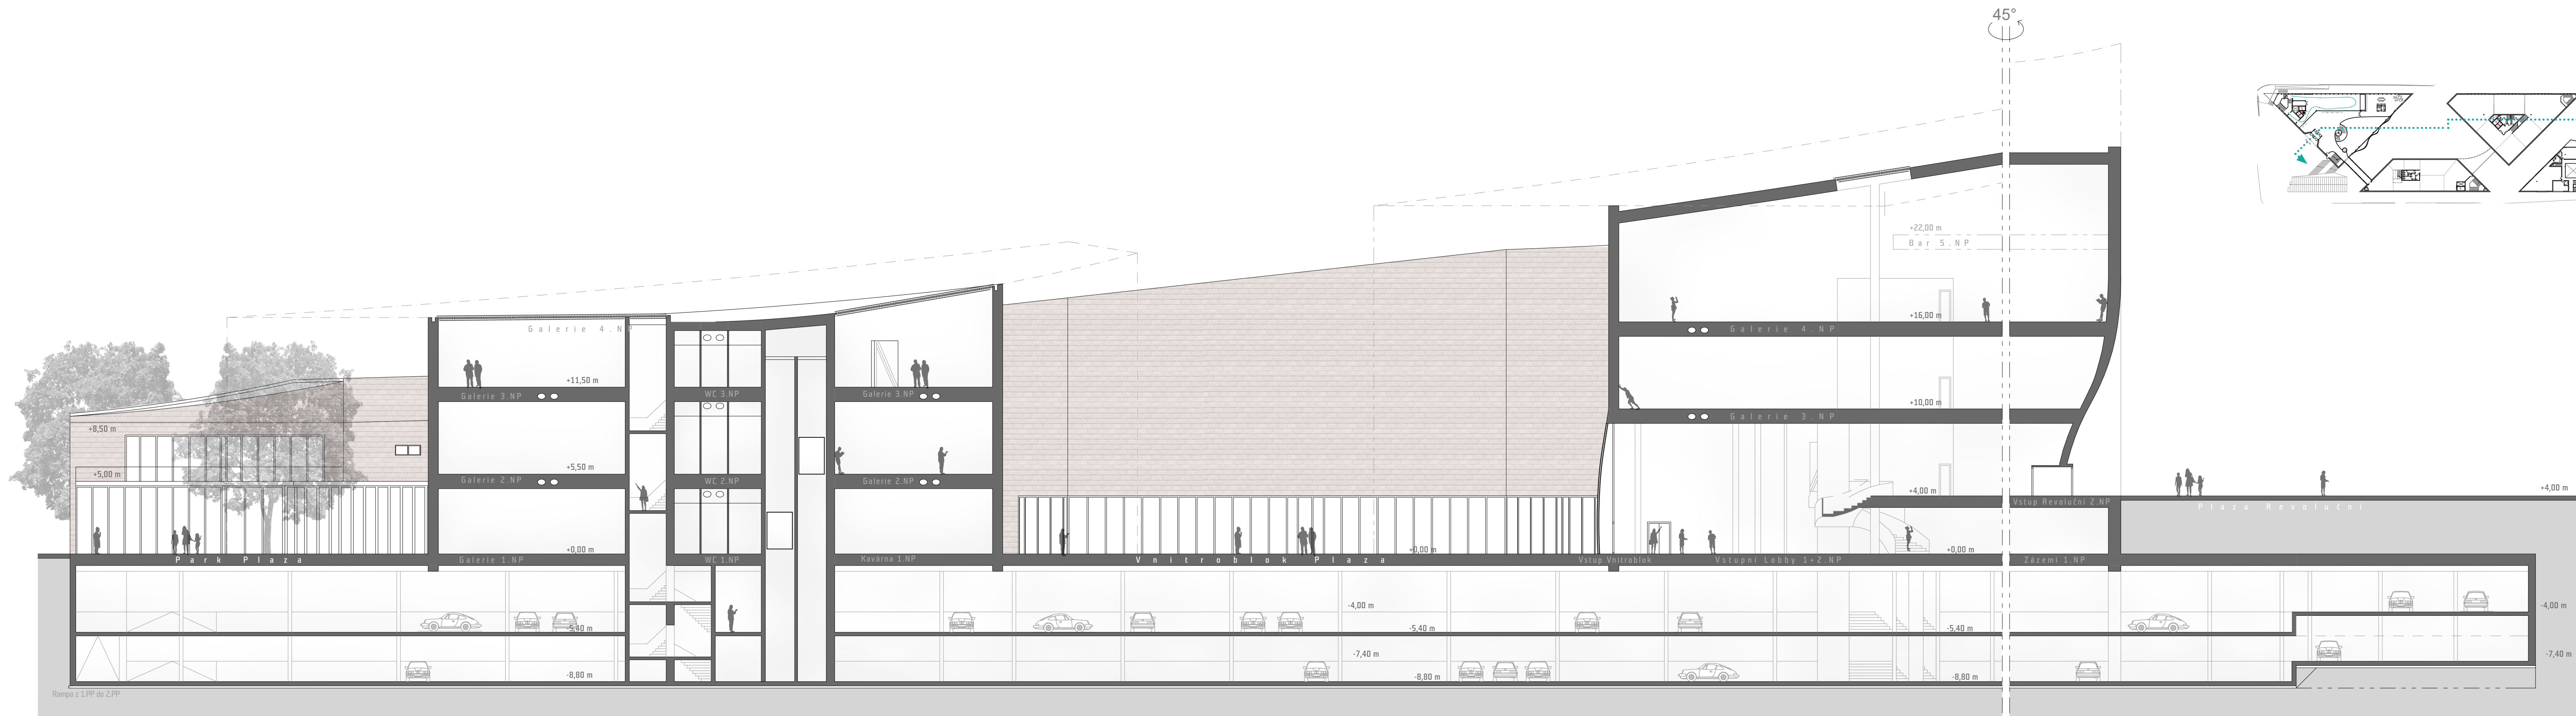 45°
+22,00 m
Bar 5.NP
+16,00 m
Galerie 4.NP
Galerie 4.NP
+11,50 m
+10,00 m
Galerie 3.NP
WC 3.NP
Galerie 3.NP
Galerie 3.NP
+8,50 m
+5,00 m
+5,50 m
Galerie 2.NP
WC 2.NP
Galerie 2.NP
+4,00 m
Vstup Revoluční 2.NP
+4,00 m
Plaza Revoluční
+0,00 m
+0,00 m
+0,00 m
Park Plaza
Galerie 1.NP
WC 1.NP
Kavárna 1.NP
Vnitroblok Plaza
Vstup Vnitroblok
Vstupní Lobby 1+2.NP
Zázemí 1.NP
-4,00 m
-4,00 m
-5,40 m
-5,40 m
-5,40 m
-7,40 m
-7,40 m
-8,80 m
-8,80 m
-8,80 m
Rampa z 1.PP do 2.PP